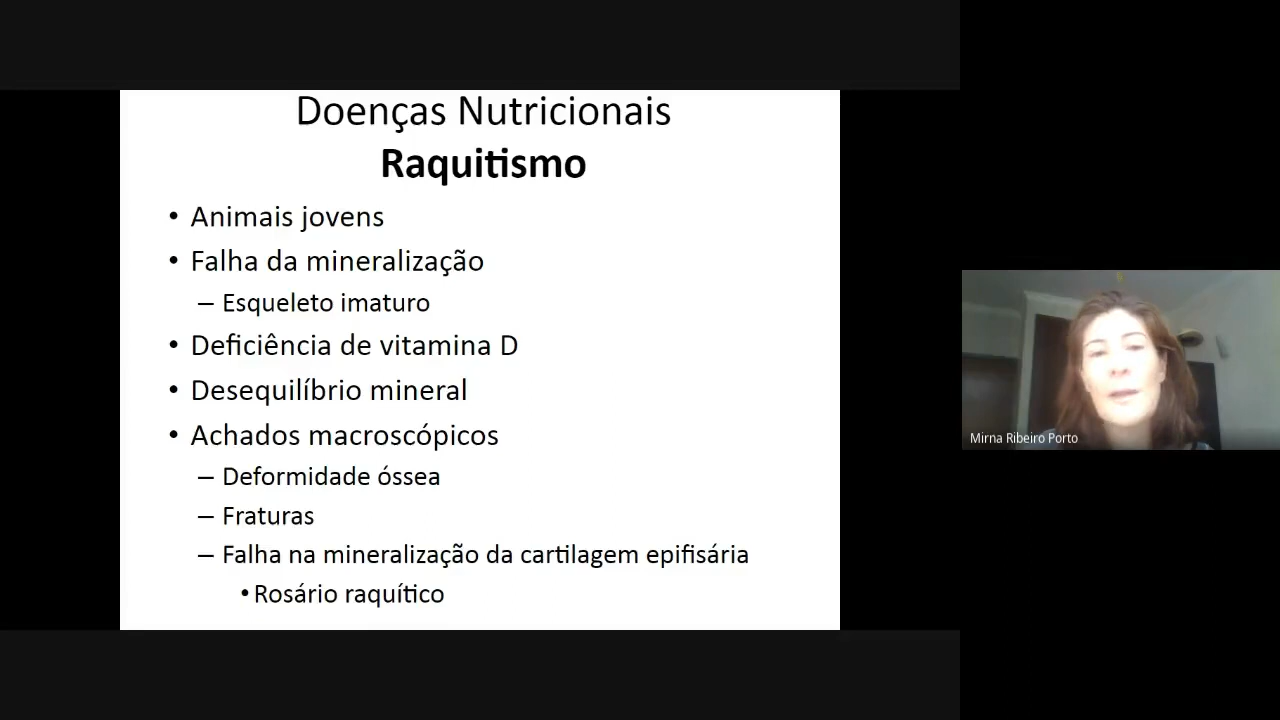 Doenças Nutricionais
Raquitismo
• Animais jovens
• Falha da mineralização
– Esqueleto imaturo
• Deficiência de vitamina D
• Desequilíbrio mineral
• Achados macroscópicos
– Deformidade óssea
– Fraturas
– Falha na mineralização da cartilagem epifisária
• Rosário raquítico
Mirna Ribeiro Porto